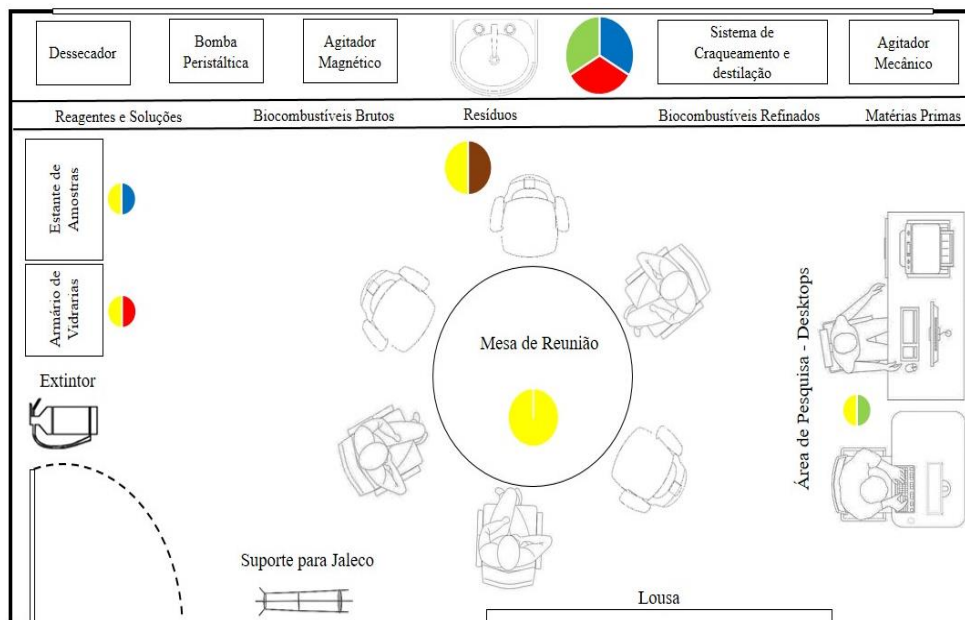 Dessecador
Bomba
Peristáltica
Agitador
Magnético
Sistema de
Craqueamento e
destilação
Agitador
Mecânico
Reagentes e Soluções
Biocombustíveis Brutos
Resíduos
Biocombustíveis Refinados
Matérias Primas
Estante de
Amostras
Armário de
Vidrarias
Extintor
Mesa de Reunião
Área de Pesquisa - Desktops
Suporte para Jaleco
Lousa